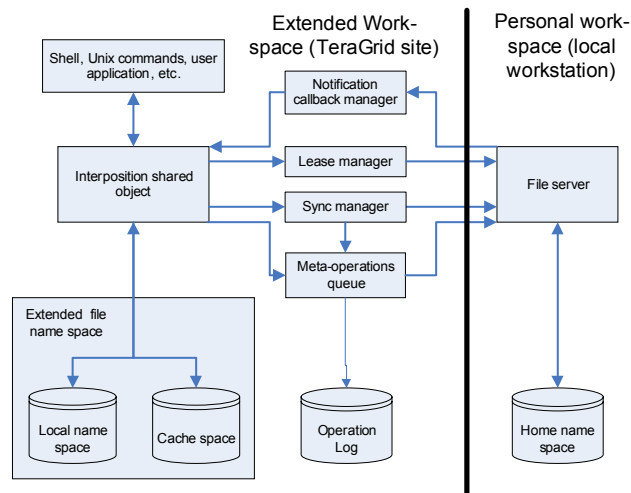 Extended Work-
space (TeraGrid site)
Personal work-
space (local
workstation)
Shell, Unix commands, user
application, etc.
Notification
callback manager
Interposition shared
object
Lease manager
File server
Sync manager
Meta-operations
queue
Extended file
name space
Local name
space
Cache space
Operation
Log
Home name
space